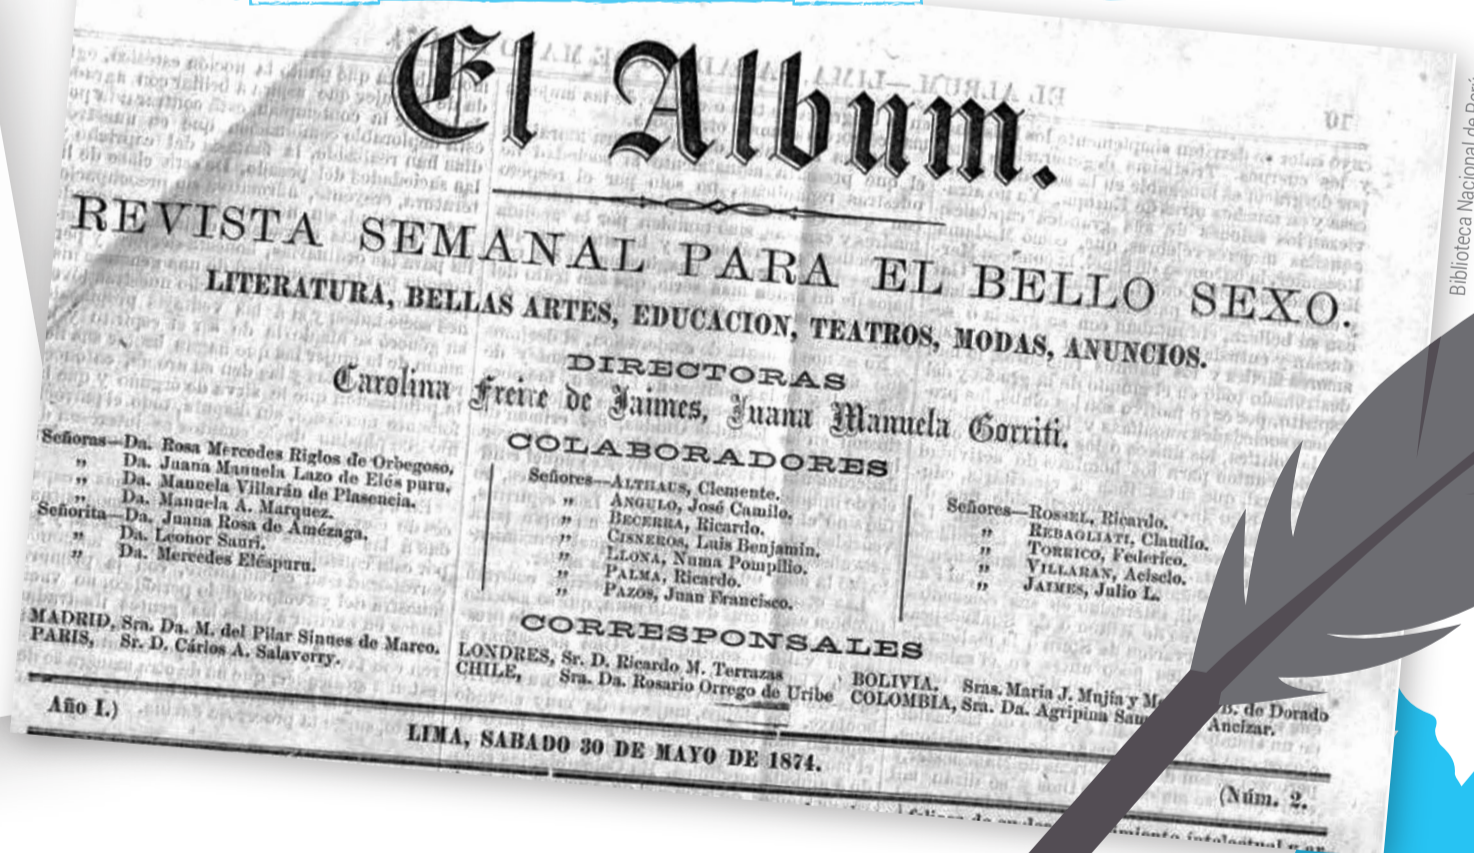 El Album.
REVISTA SEMANAL PARA EL BELLO SEXO.
LITERATURA, BELLAS ARTES, EDUCACION, TEATROS, MODAS, ANUNCIOS.
DIRECTORAS
Carolina Freire de Jaimes, Juana Manuela Gorriti.
COLABORADORES
Señoras—Da. Rosa Mercedes Riglos de Orbegoso,
„ Da. Juana Manuela Lazo de Elés puru.
„ Da. Manuela Villarán de Plasencia.
„ Da. Manuela A. Marquez.
Señorita—Da. Juana Rosa de Amézaga.
„ Da. Leonor Sauri.
„ Da. Mercedes Eléspuru.
Señores—ALTHAUS, Clemente.
„ ANGULO, José Camilo.
„ BECERRA, Ricardo.
„ CISNEROS, Luis Benjamin.
„ LLONA, Numa Pompilio.
„ PALMA, Ricardo.
„ PAZOS, Juan Francisco.
Señores—ROSSEL, Ricardo.
„ REBAGLIATI, Claudio.
„ TORRICO, Federico.
„ VILLARAN, Acisclo.
„ JAIMES, Julio L.
CORRESPONSALES
MADRID, Sra. Da. M. del Pilar Sinues de Marco.
PARIS, Sr. D. Cárlos A. Salaverry.
LONDRES, Sr. D. Ricardo M. Terrazas
CHILE, Sra. Da. Rosario Orrego de Uribe
BOLIVIA. Sras. Maria J. Mujia y B. de Dorado
COLOMBIA, Sra. Da. Agripina Ancizar.
Año I.)
LIMA, SABADO 30 DE MAYO DE 1874.
(Núm. 2.
Biblioteca Nacional de Perú